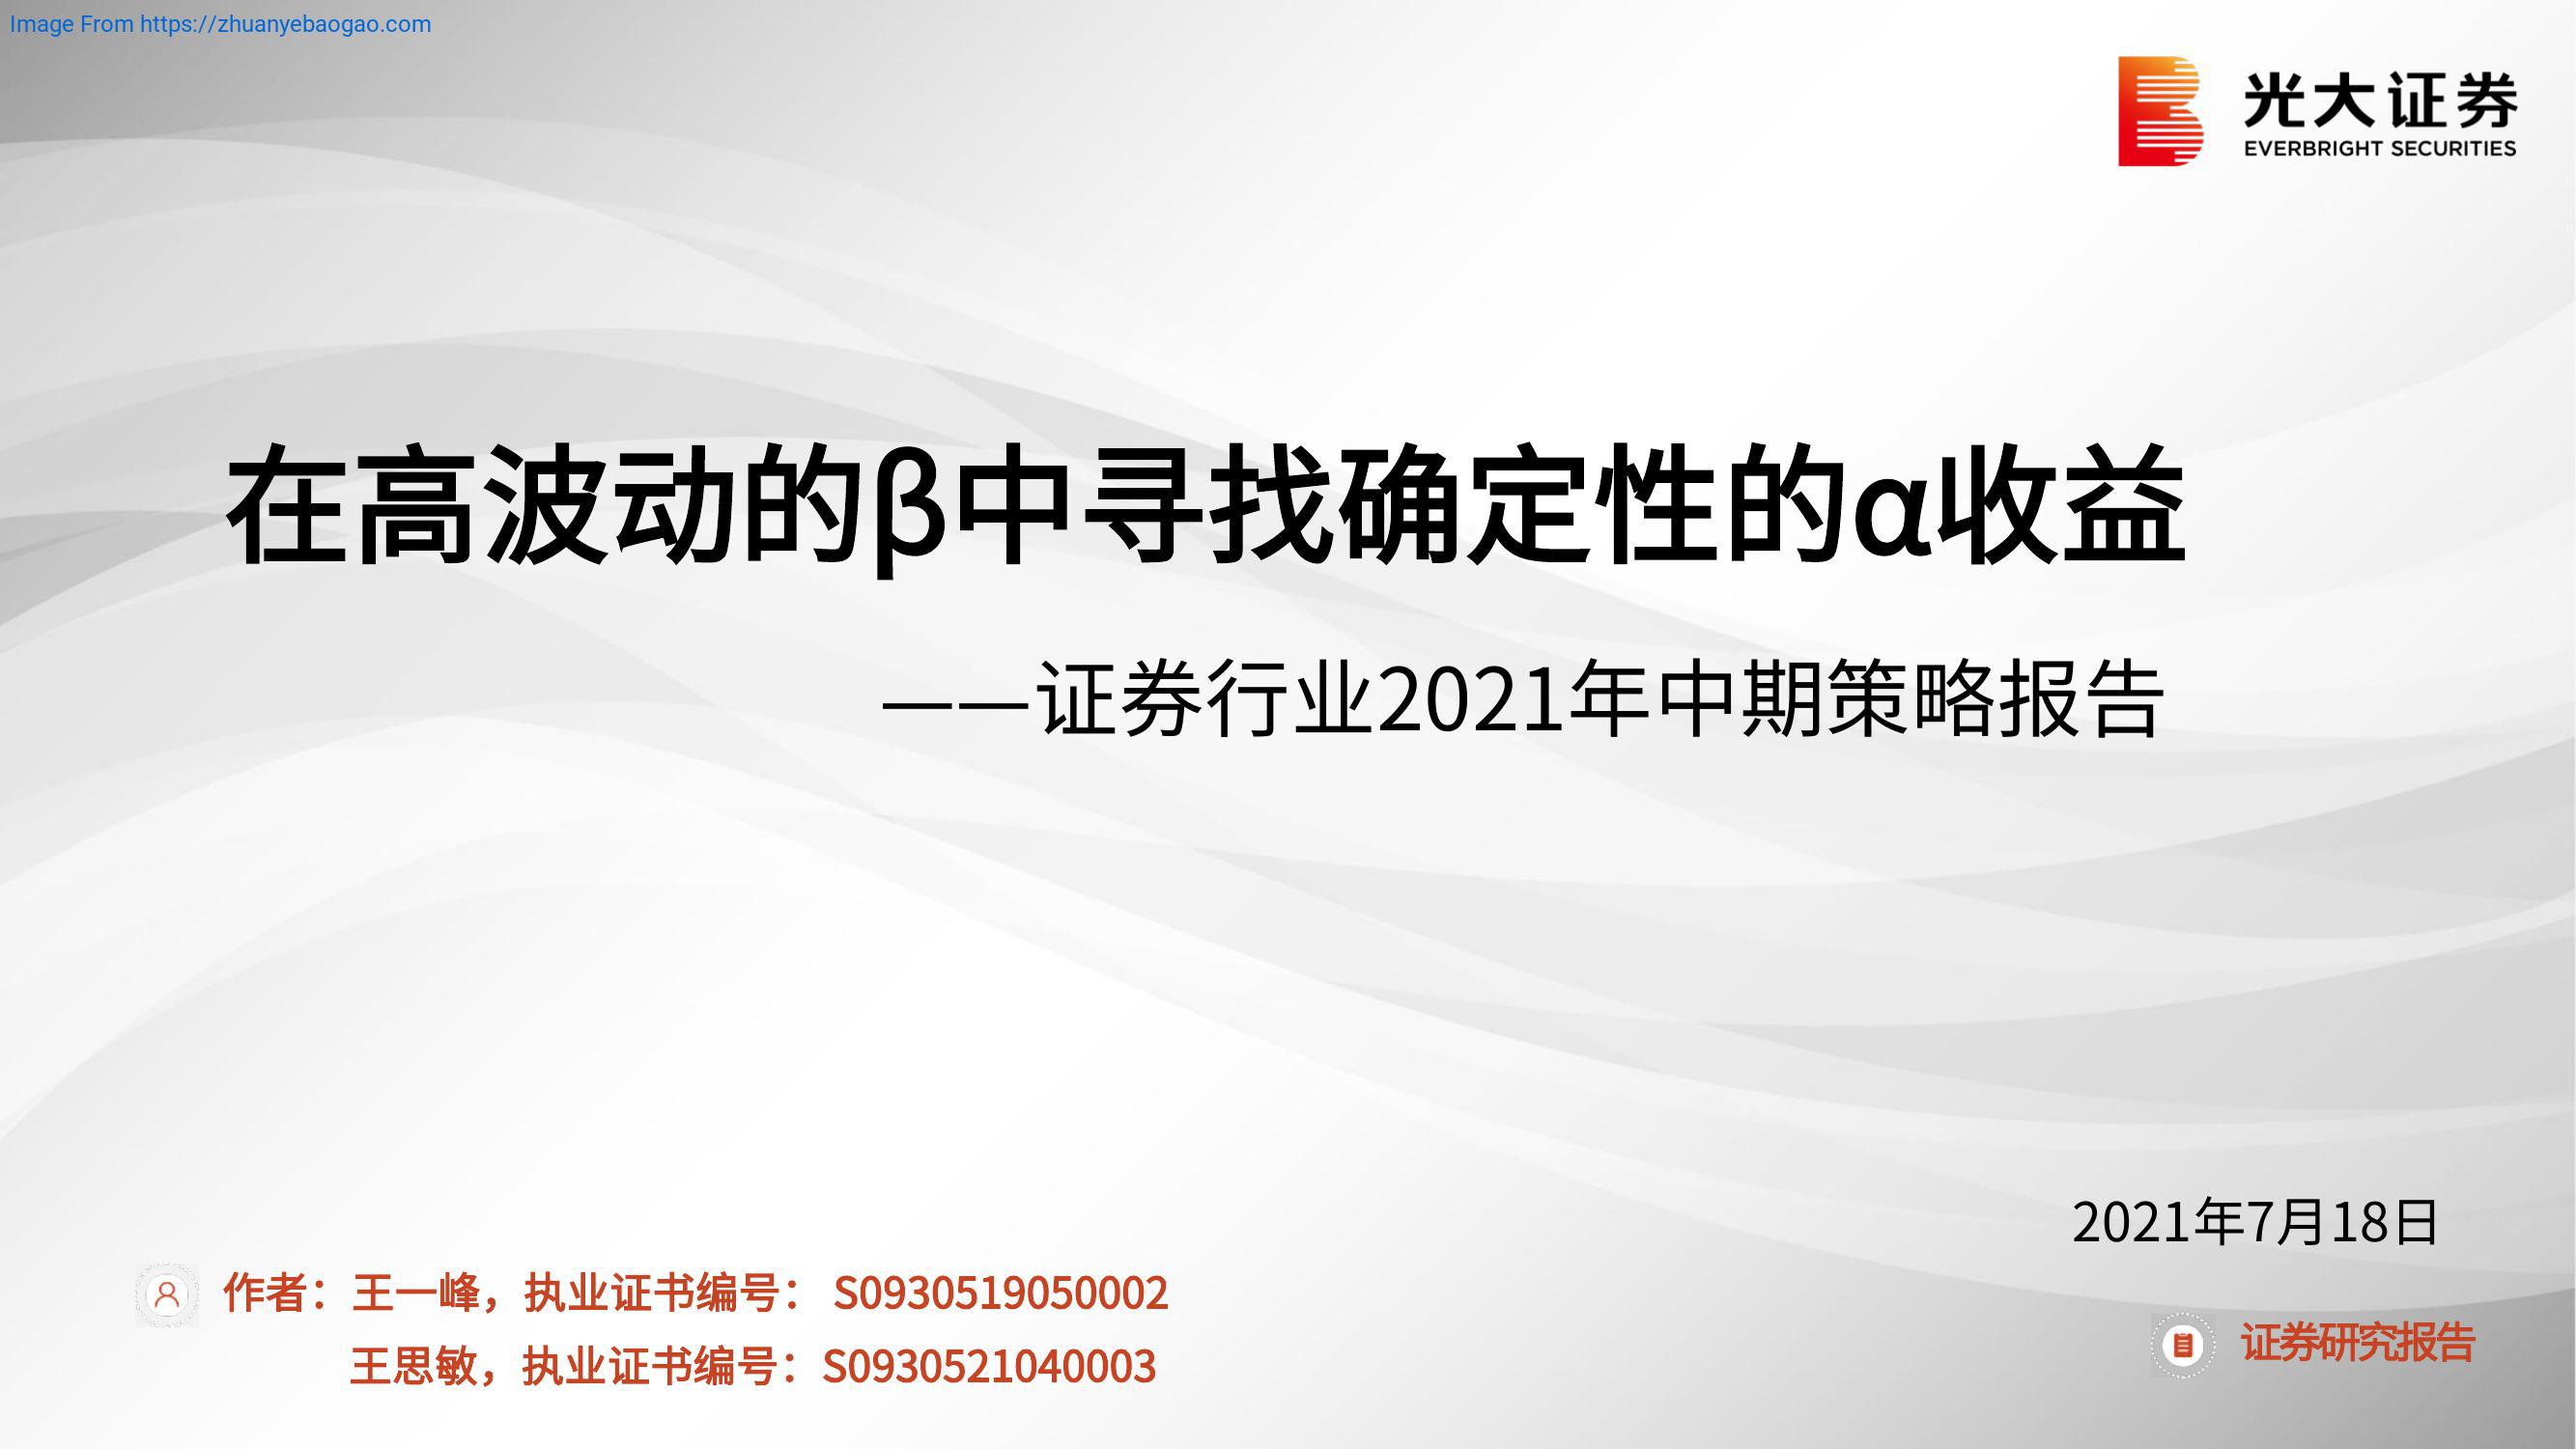 Image From https://zhuanyebaogao.com
光大证券
EVERBRIGHT SECURITIES
在高波动的β中寻找确定性的α收益
——证券行业2021年中期策略报告
2021年7月18日
作者：王一峰，执业证书编号： S0930519050002
王思敏，执业证书编号：S0930521040003
证券研究报告